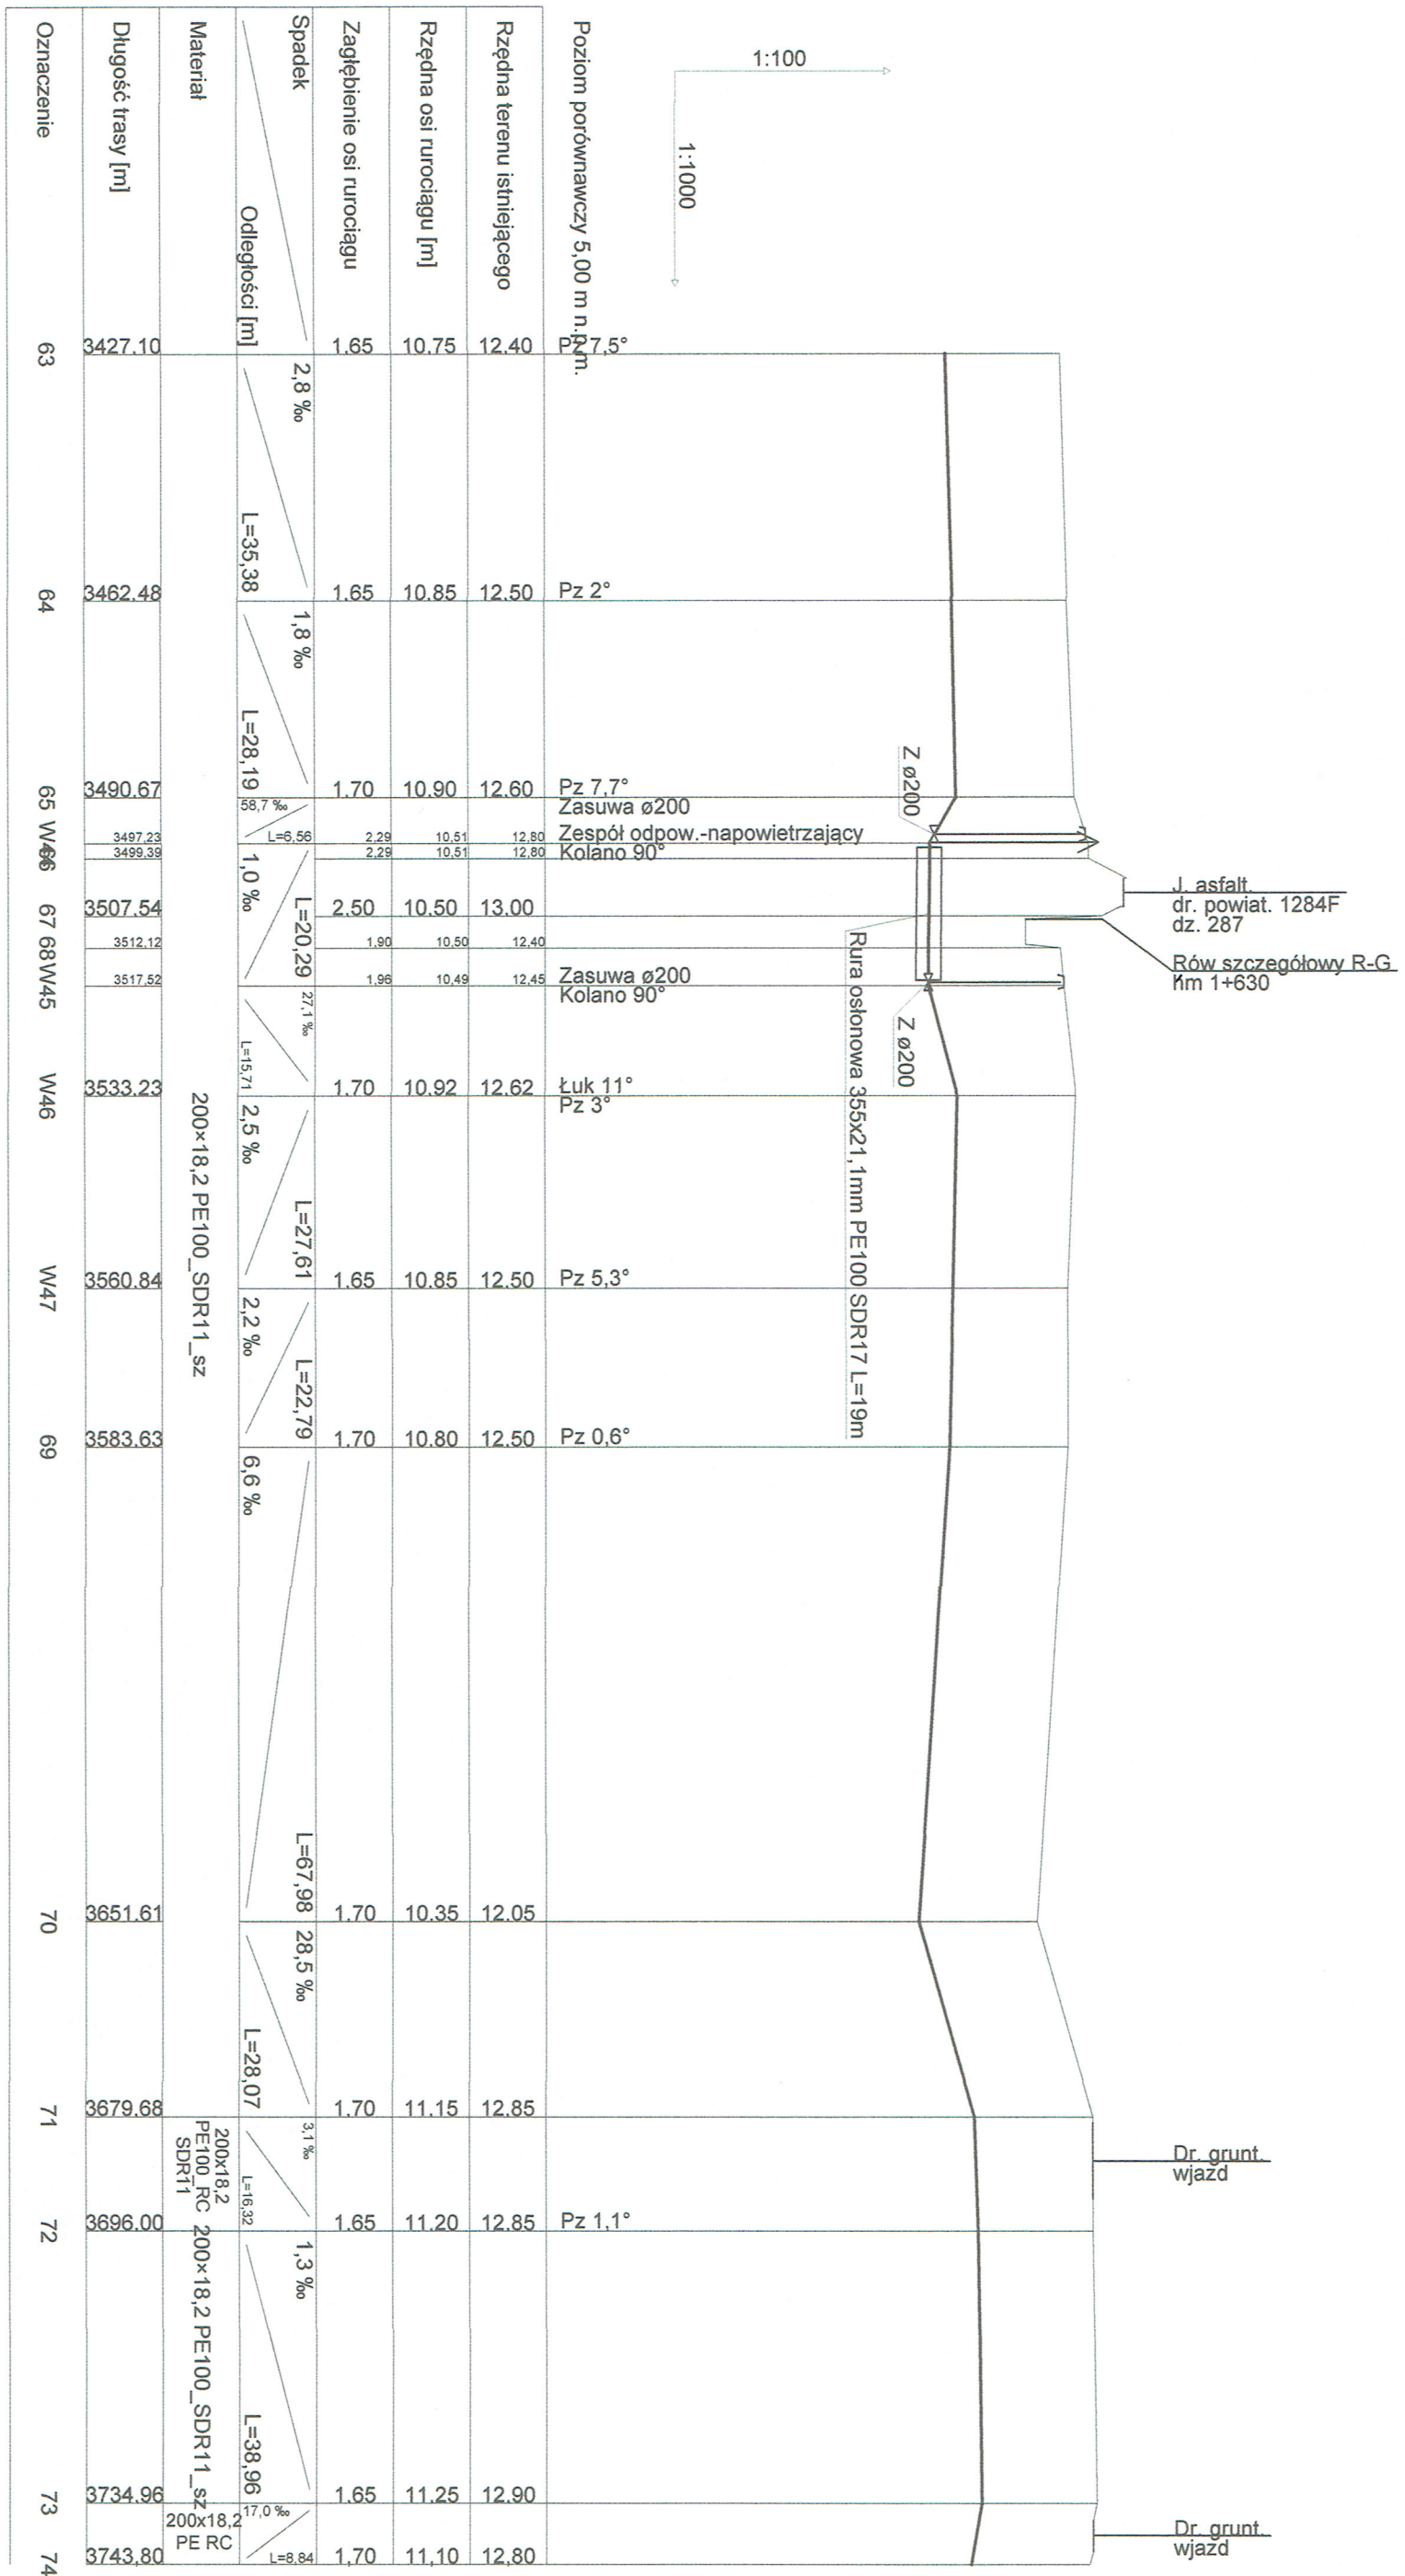 1:100
1:1000
Poziom porównawczy 5,00 m n.p.m.
Pz 7,5°
Pz 2°
Pz 7,7°
Zasuwa ø200
Zespół odpow.-napowietrzający
Kolano 90°
Zasuwa ø200
Kolano 90°
Łuk 11°
Pz 3°
Pz 5,3°
Pz 0,6°
Pz 1,1°
Z ø200
Z ø200
Rura osłonowa 355x21,1mm PE100 SDR17 L=19m
J. asfalt.
dr. powiat. 1284F
dz. 287
Rów szczegółowy R-G
km 1+630
Dr. grunt.
wjazd
Dr. grunt.
wjazd
Rzędna terenu istniejącego
12.40 12.50 12.60 12,80 12,80 13.00 12,40 12,45 12.62 12.50 12.50 12.05 12.85 12.85 12.90 12,80
Rzędna osi rurociągu [m]
10.75 10.85 10.90 10,51 10,51 10,50 10,50 10,49 10.92 10.85 10.80 10.35 11.15 11.20 11.25 11,10
Zagłębienie osi rurociągu
1.65 1.65 1.70 2,29 2,29 2.50 1,90 1,96 1.70 1.65 1.70 1.70 1.70 1.65 1.65 1,70
Spadek
Odległości [m]
2,8 ‰ L=35,38
1,8 ‰ L=28,19
58,7 ‰ L=6,56
1,0 ‰ L=20,29
27,1 ‰ L=15,71
2,5 ‰ L=27,61
2,2 ‰ L=22,79
6,6 ‰ L=67,98
28,5 ‰ L=28,07
3,1 ‰ L=16,32
1,3 ‰ L=38,96
17,0 ‰ L=8,84
Materiał
200×18,2 PE100_SDR11_sz
200x18,2
PE100_RC
SDR11
200×18,2 PE100_SDR11_sz
200x18,2
PE RC
Długość trasy [m]
3427.10 3462.48 3490.67 3497,23 3499,39 3507.54 3512,12 3517,52 3533.23 3560.84 3583.63 3651.61 3679.68 3696.00 3734.96 3743,80
Oznaczenie
63 64 65 66 67 68 W45 W46 W47 69 70 71 72 73 74